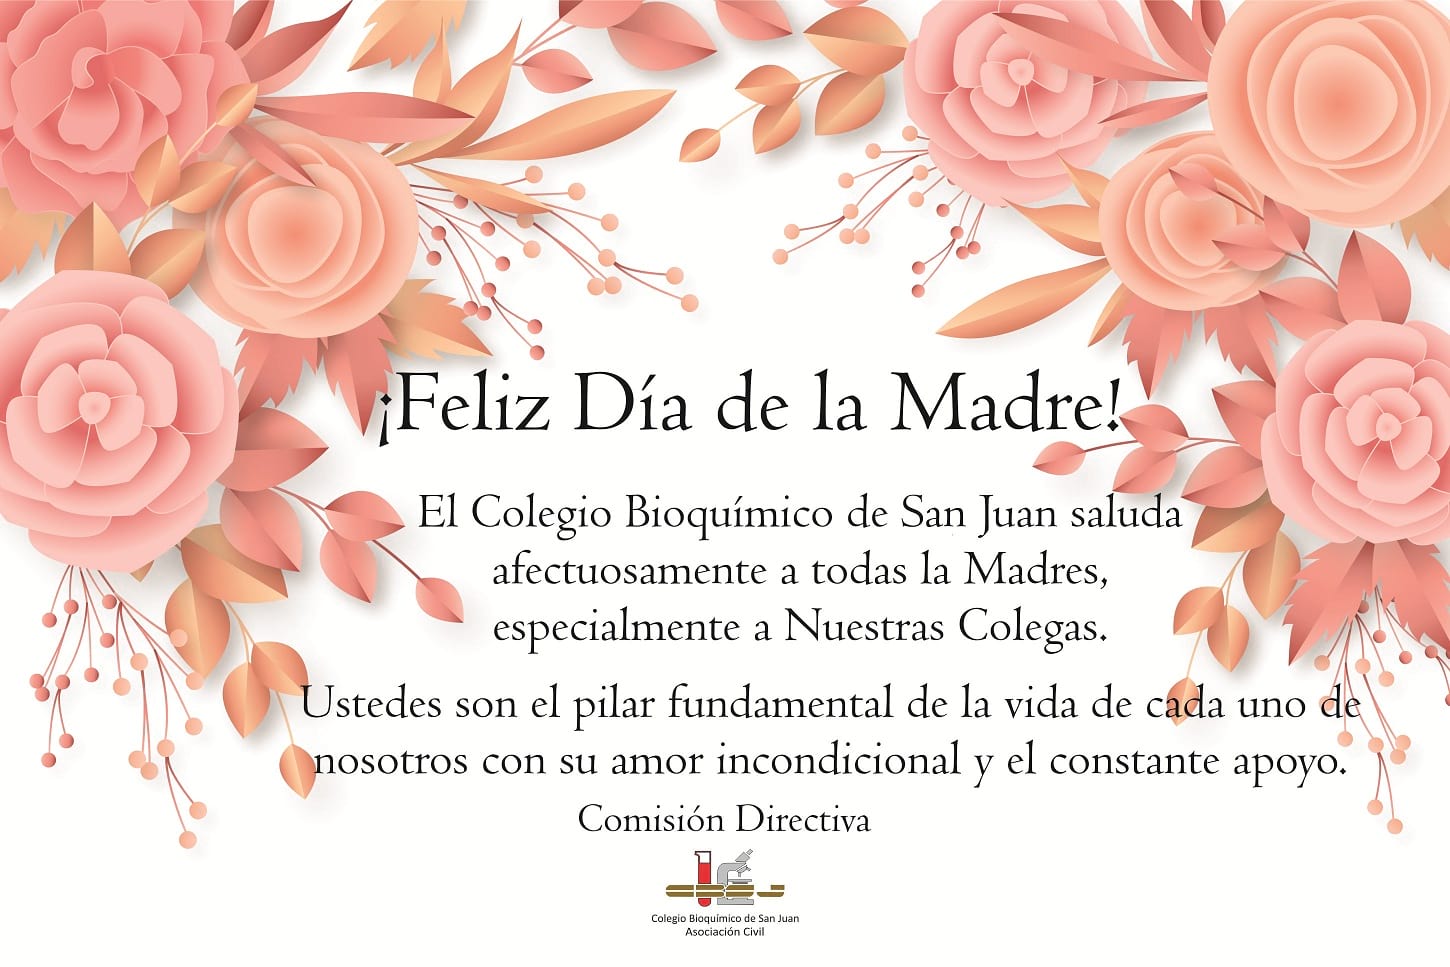 ¡Feliz Día de la Madre!
El Colegio Bioquímico de San Juan saluda
afectuosamente a todas la Madres,
especialmente a Nuestras Colegas.
Ustedes son el pilar fundamental de la vida de cada uno de
nosotros con su amor incondicional y el constante apoyo.
Comisión Directiva
CBSJ
Colegio Bioquímico de San Juan
Asociación Civil